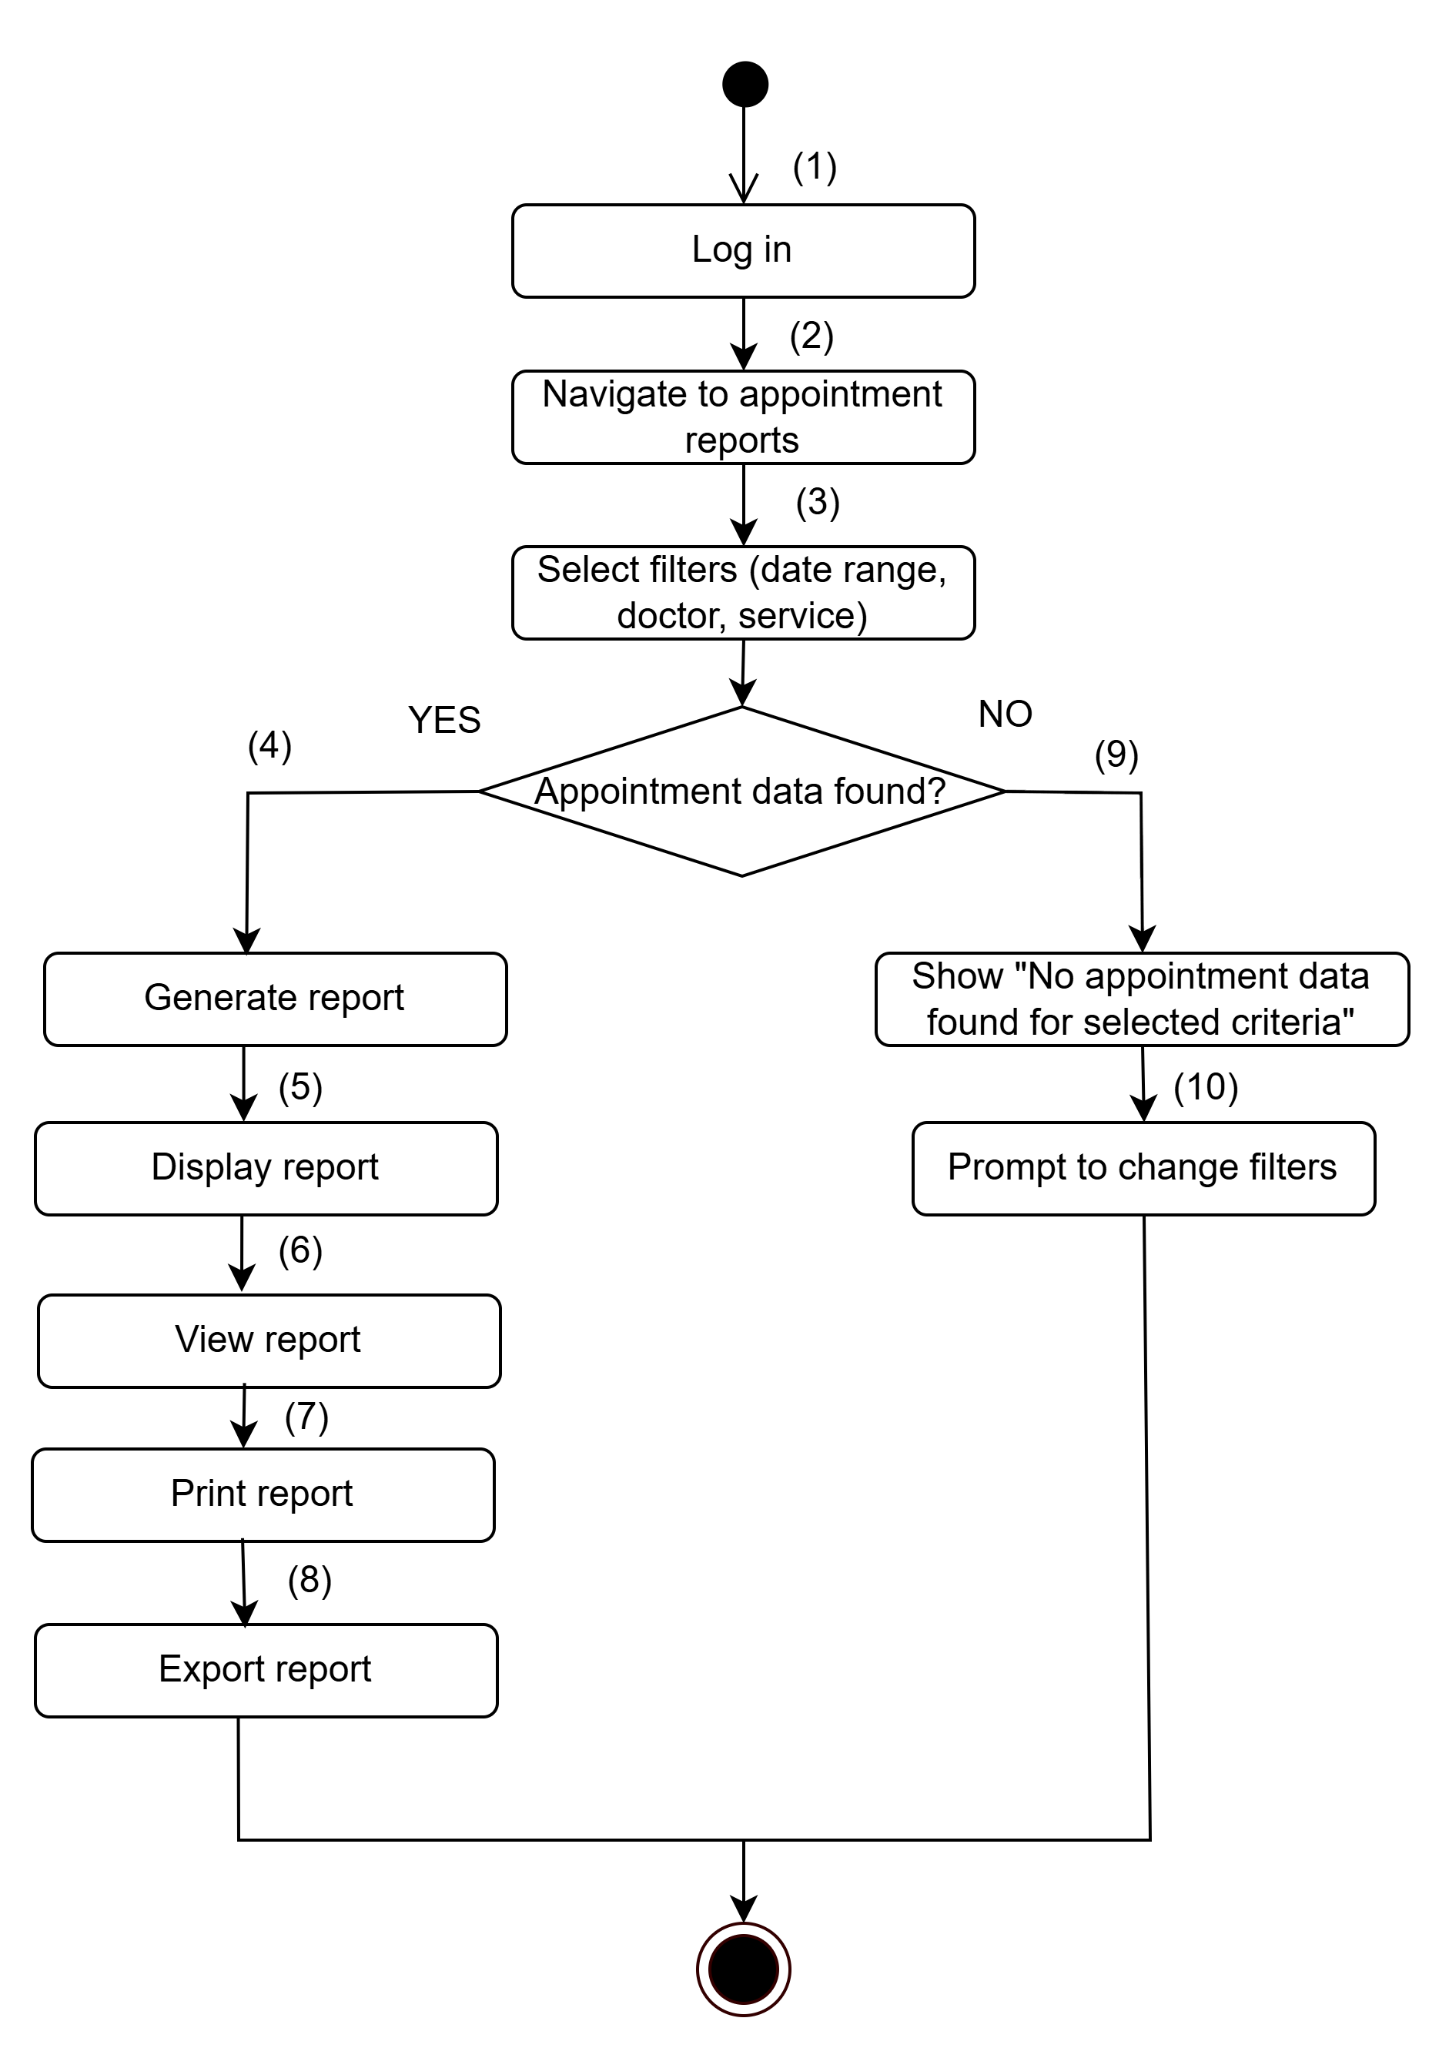 (1)
Log in
(2)
Navigate to appointment
reports
(3)
Select filters (date range,
doctor, service)
YES
NO
(4)
(9)
Appointment data found?
Generate report
Show "No appointment data
found for selected criteria"
(5)
(10)
Display report
Prompt to change filters
(6)
View report
(7)
Print report
(8)
Export report